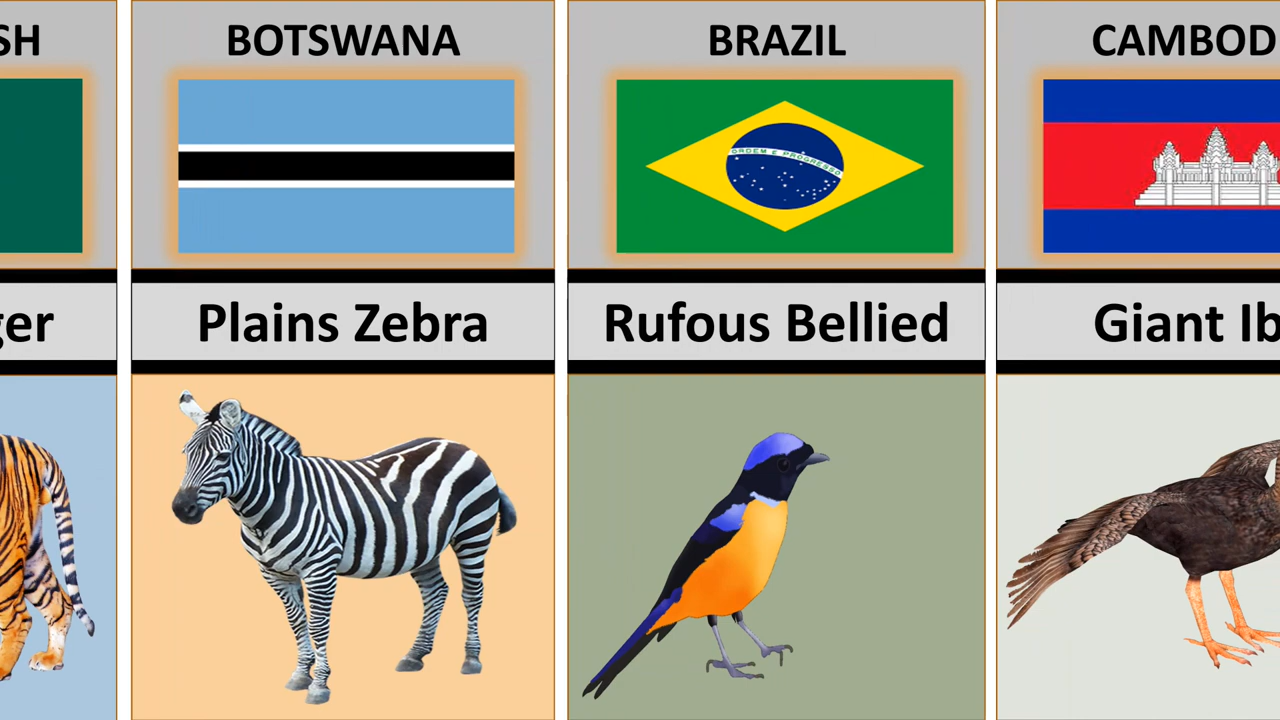 SH
BOTSWANA
BRAZIL
CAMBOD
ORDEM E PROGRESSO
ger
Plains Zebra
Rufous Bellied
Giant Ib